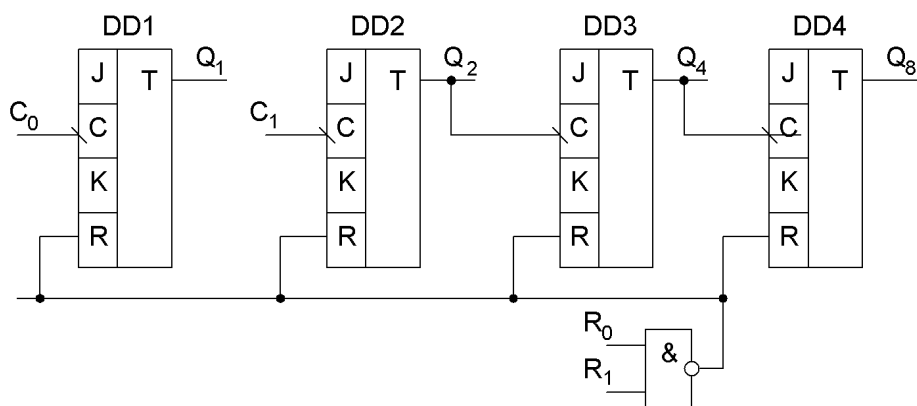 DD1 DD2 DD3 DD4
J T Q1 J T Q2 J T Q4 J T Q8
C0 C C1 C C C
K K K K
R R R R
R0 &
R1